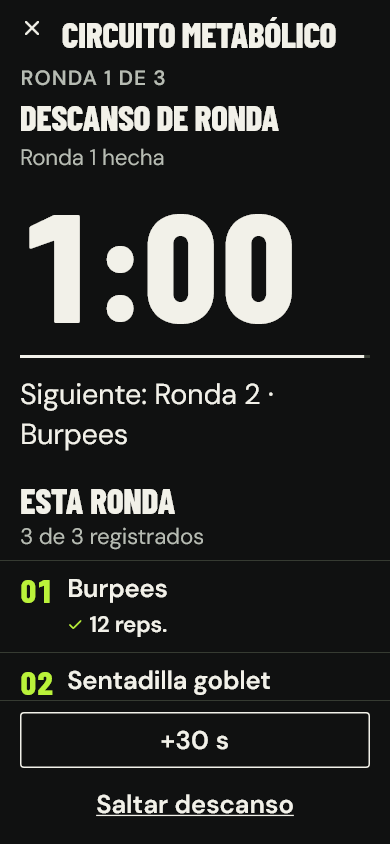 × CIRCUITO METABÓLICO
RONDA 1 DE 3
DESCANSO DE RONDA
Ronda 1 hecha
1:00
Siguiente: Ronda 2 ·
Burpees
ESTA RONDA
3 de 3 registrados
01 Burpees
✓ 12 reps.
02 Sentadilla goblet
+30 s
Saltar descanso